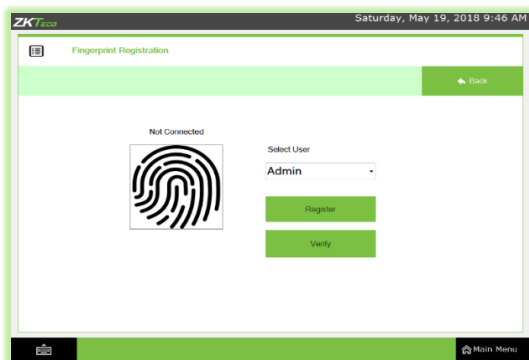 ZKTeco
Saturday, May 19, 2018 9:46 AM
Fingerprint Registration
Back
Not Connected
Select User
Admin
Register
Verify
Main Menu